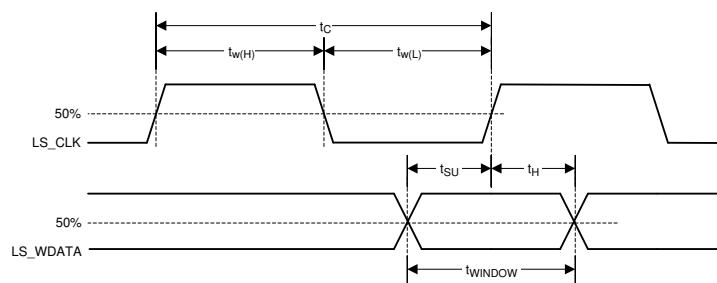 tC
tw(H) tw(L)
50%
LS_CLK
tSU tH
50%
LS_WDATA
tWINDOW